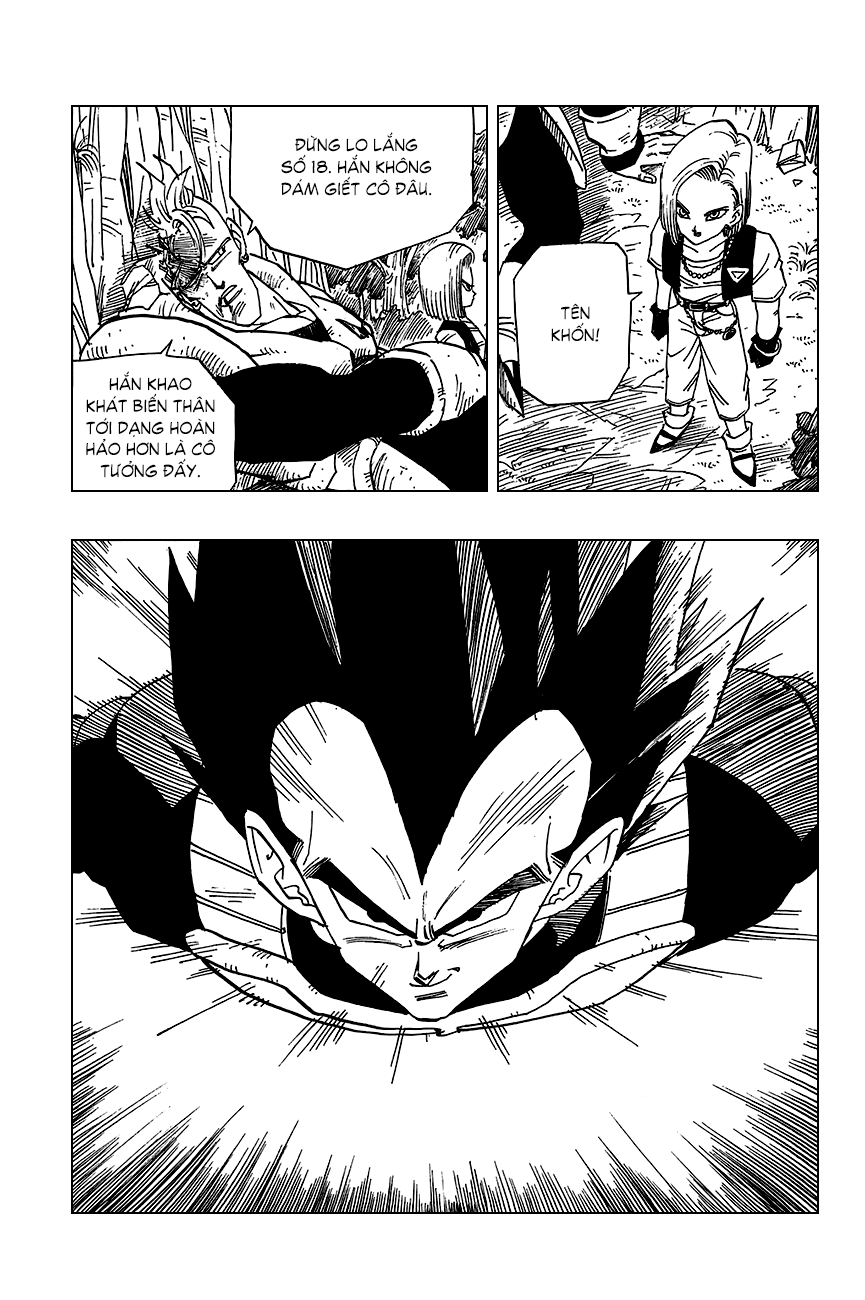 TÊN
KHỐN!
ĐỪNG LO LẮNG
SỐ 18. HẮN KHÔNG
DÁM GIẾT CÔ ĐÂU.
HẮN KHAO
KHÁT BIẾN THÂN
TỚI DẠNG HOÀN
HẢO HƠN LÀ CÔ
TƯỞNG ĐẤY.